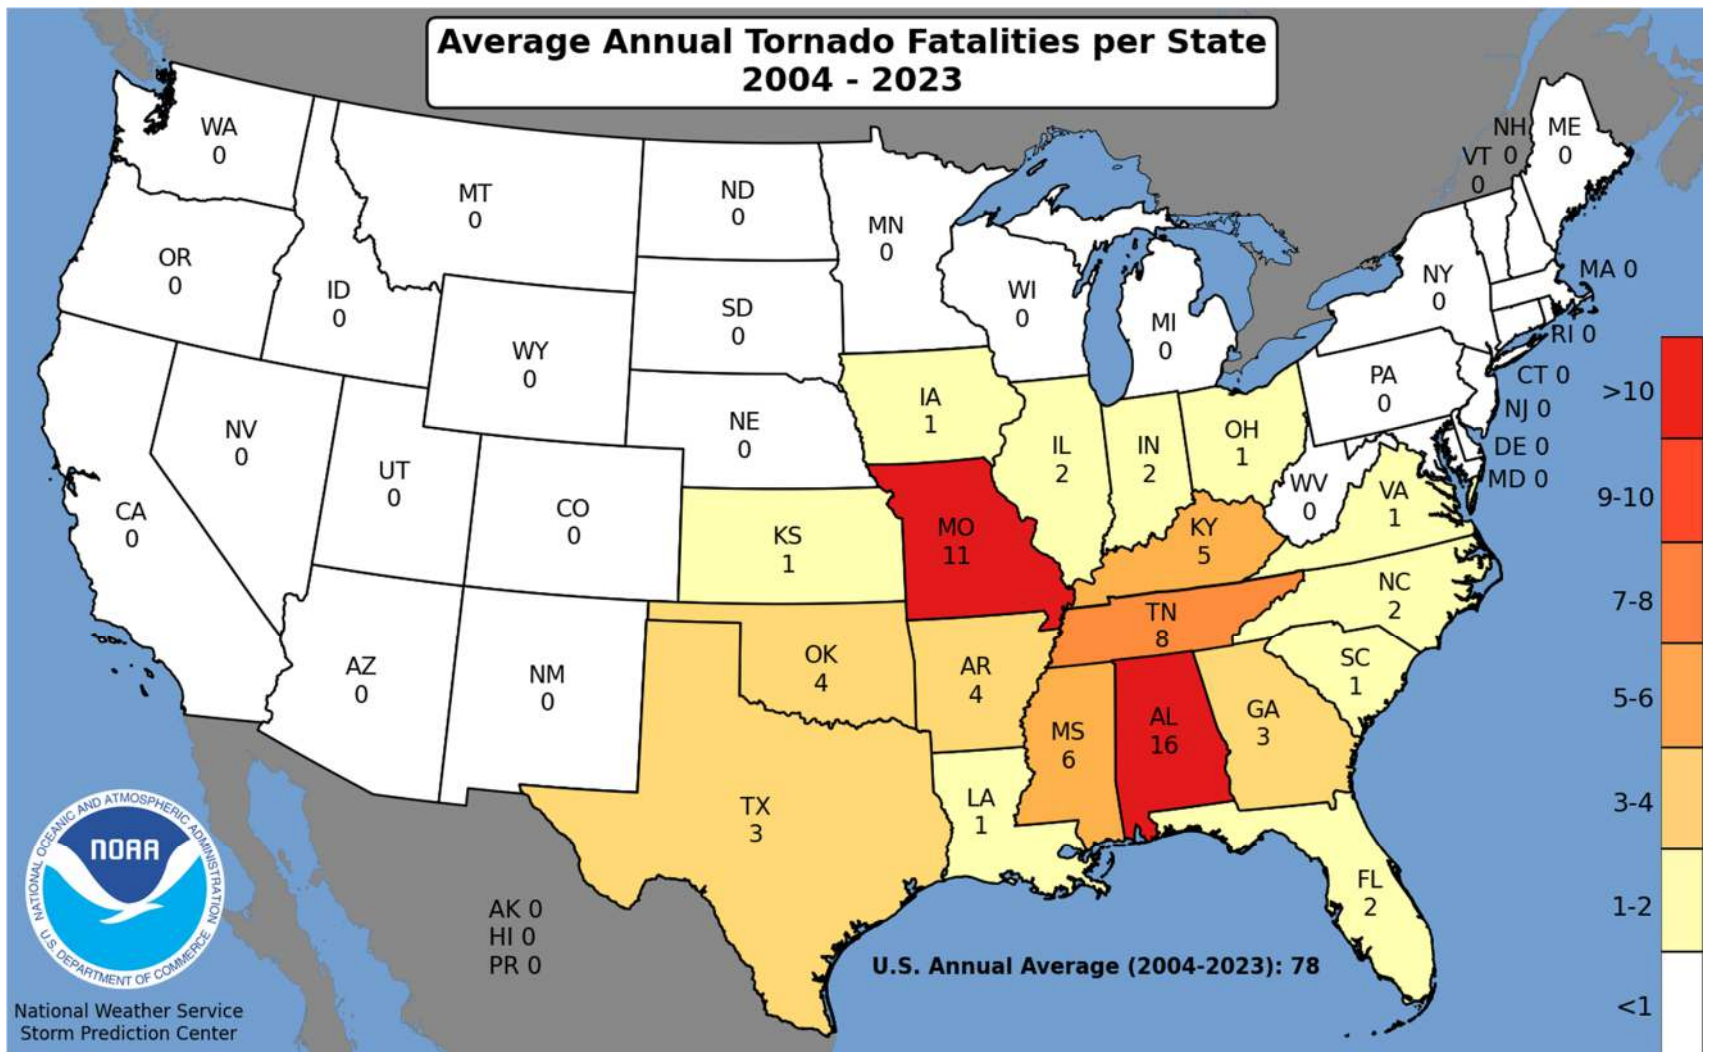 Average Annual Tornado Fatalities per State
2004 - 2023
WA
0
OR
0
ID
0
MT
0
ND
0
MN
0
WI
0
MI
0
NY
0
VT 0
0
NH
ME
0
MA 0
RI 0
CT 0
NJ 0
DE 0
MD 0
PA
0
SD
0
WY
0
NE
0
IA
1
IL
2
IN
2
OH
1
WV
0
VA
1
CA
0
NV
0
UT
0
CO
0
KS
1
MO
11
KY
5
NC
2
TN
8
SC
1
AZ
0
NM
0
OK
4
AR
4
MS
6
AL
16
GA
3
TX
3
LA
1
FL
2
AK 0
HI 0
PR 0
U.S. Annual Average (2004-2023): 78
>10
9-10
7-8
5-6
3-4
1-2
<1
NATIONAL OCEANIC AND ATMOSPHERIC ADMINISTRATION
NOAA
U.S. DEPARTMENT OF COMMERCE
National Weather Service
Storm Prediction Center